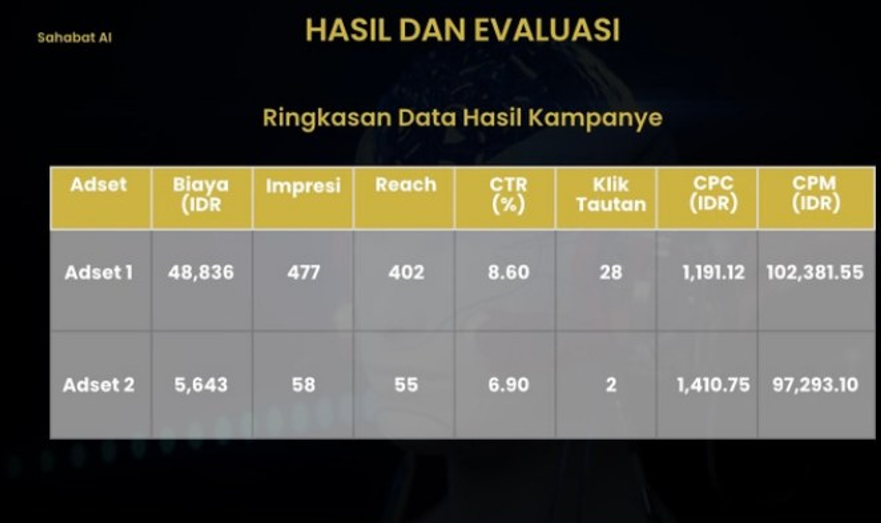 Sahabat AI
HASIL DAN EVALUASI
Ringkasan Data Hasil Kampanye
Adset Biaya (IDR Impresi Reach CTR (%) Klik Tautan CPC (IDR) CPM (IDR)
Adset 1 48,836 477 402 8.60 28 1,191.12 102,381.55
Adset 2 5,643 58 55 6.90 2 1,410.75 97,293.10